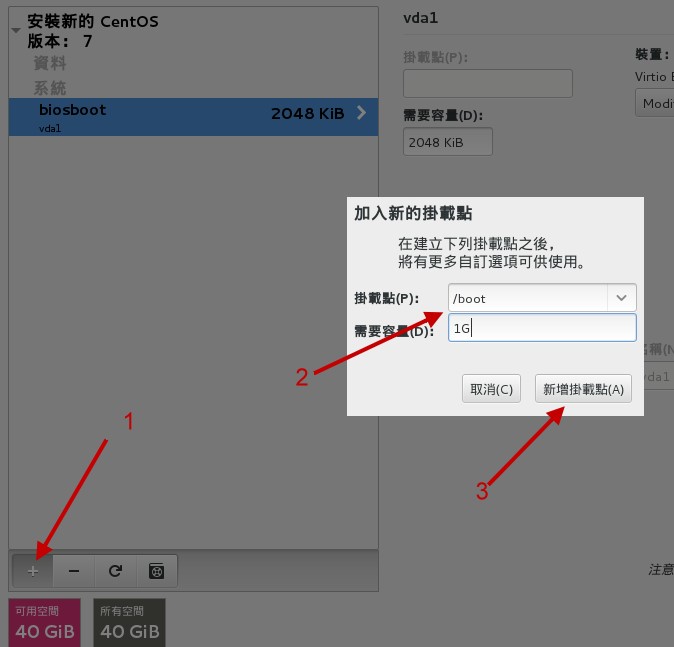 安裝新的 CentOS
版本： 7
資料
系統
biosboot
2048 KiB
vda1
vda1
掛載點(P):
裝置：
Virtio
Modi
需要容量(D):
2048 KiB
加入新的掛載點
在建立下列掛載點之後，
將有更多自訂選項可供使用。
掛載點(P):
/boot
需要容量(D):
1G
取消(C)
新增掛載點(A)
1
2
3
名稱(N
vda1
注意
可用空間
40 GiB
所有空間
40 GiB